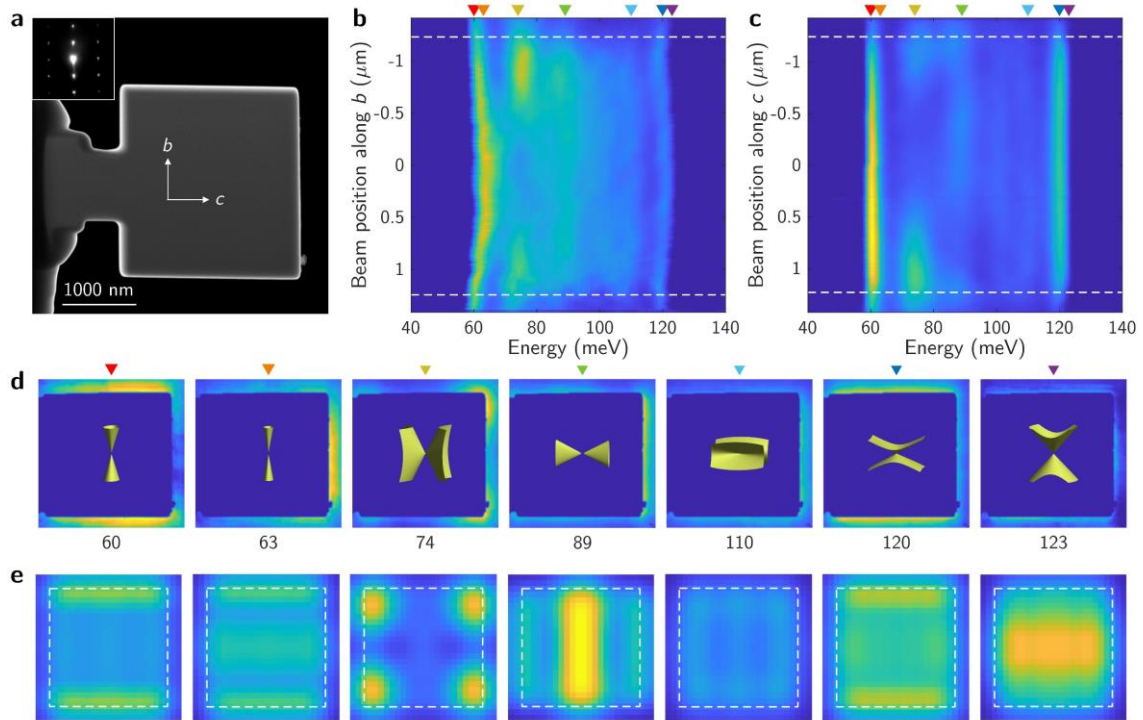 a
b
c
b
c
1000 nm
Beam position along b (μm)
-1
-0.5
0
0.5
1
40 60 80 100 120 140
Energy (meV)
Beam position along c (μm)
-1
-0.5
0
0.5
1
40 60 80 100 120 140
Energy (meV)
d
60 63 74 89 110 120 123
e